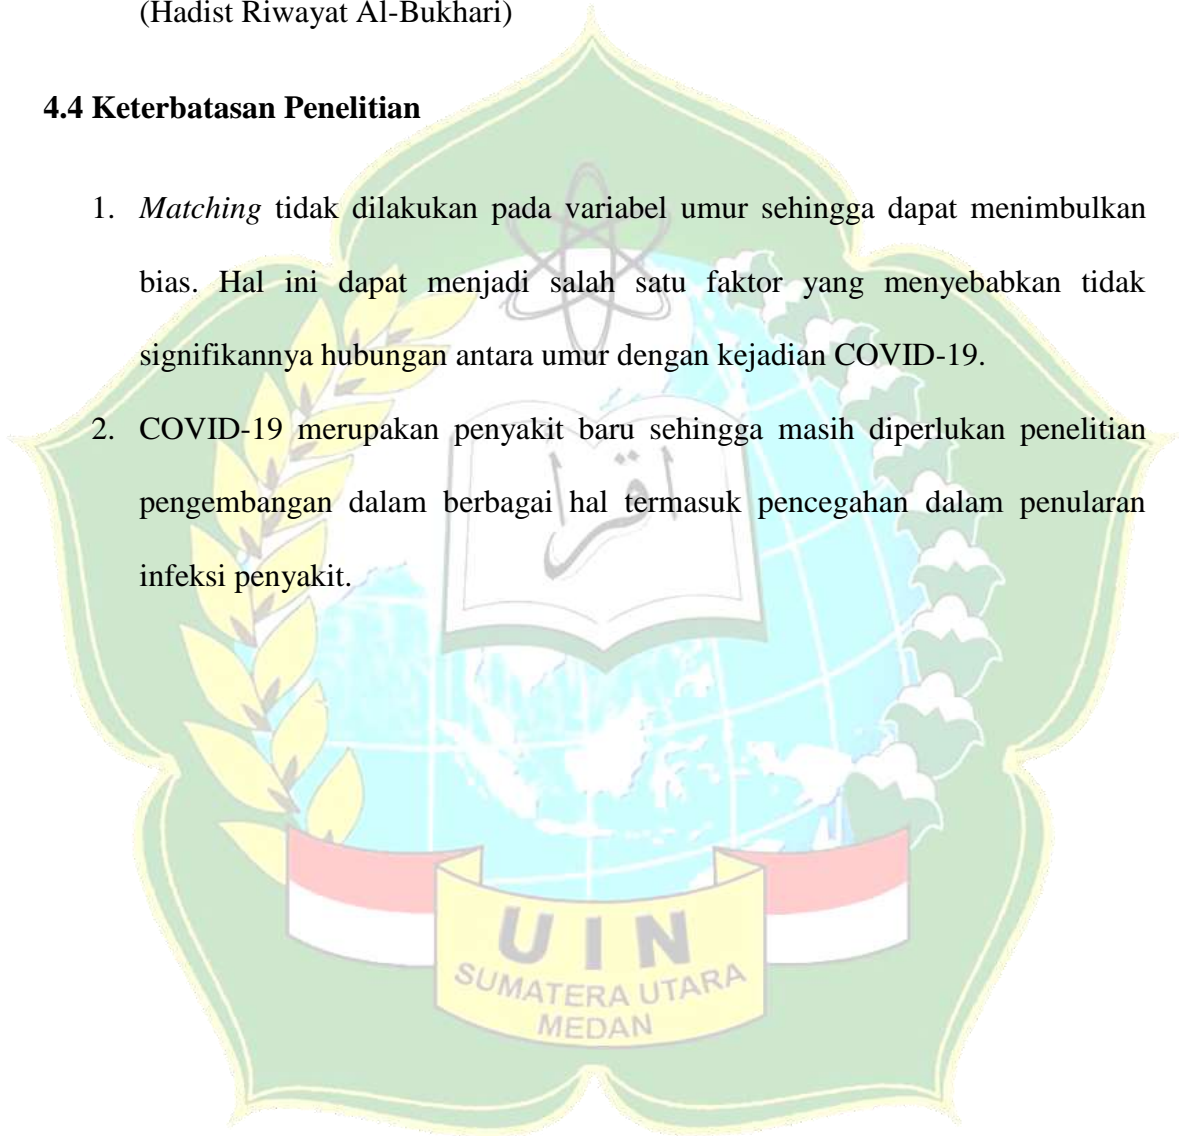 (Hadist Riwayat Al-Bukhari)
4.4 Keterbatasan Penelitian
1. Matching tidak dilakukan pada variabel umur sehingga dapat menimbulkan
bias. Hal ini dapat menjadi salah satu faktor yang menyebabkan tidak
signifikannya hubungan antara umur dengan kejadian COVID-19.
2. COVID-19 merupakan penyakit baru sehingga masih diperlukan penelitian
pengembangan dalam berbagai hal termasuk pencegahan dalam penularan
infeksi penyakit.
اقرأ
UIN
SUMATERA UTARA
MEDAN